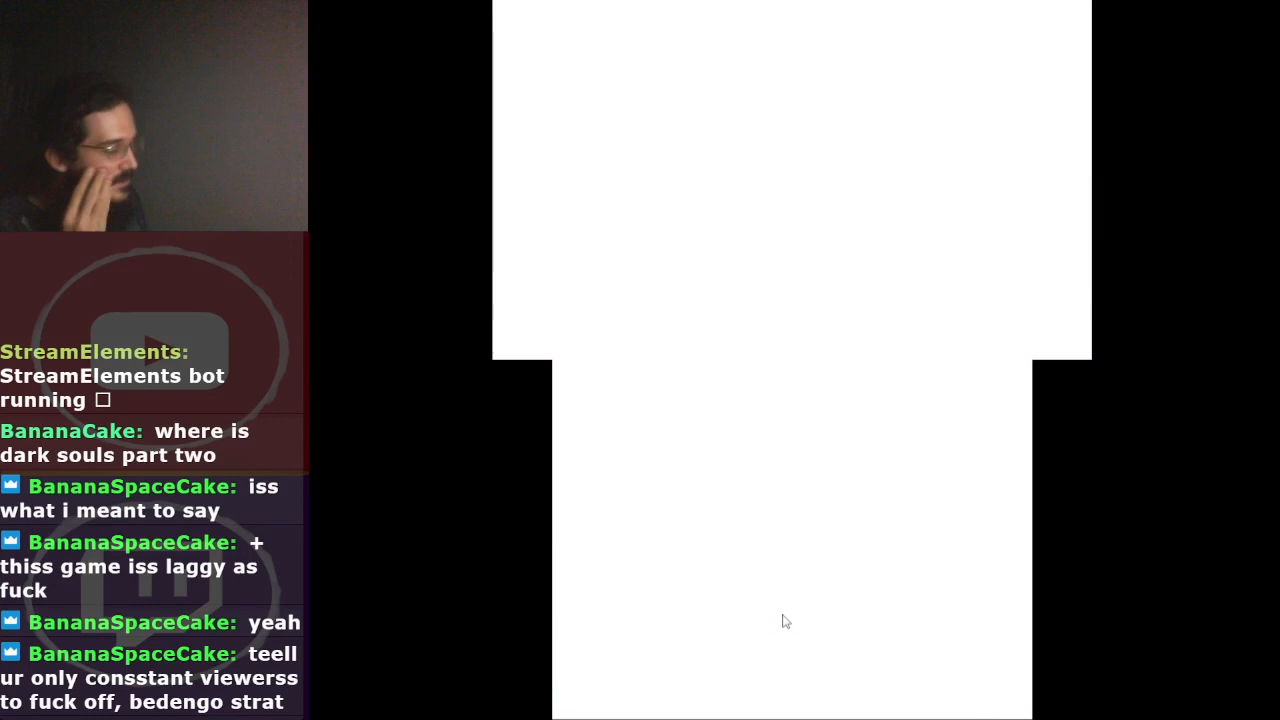 StreamElements:
StreamElements bot
running □
BananaCake: where is
dark souls part two
BananaSpaceCake: iss
what i meant to say
BananaSpaceCake: +
thiss game iss laggy as
fuck
BananaSpaceCake: yeah
BananaSpaceCake: teell
ur only consstant viewerss
to fuck off, bedengo strat